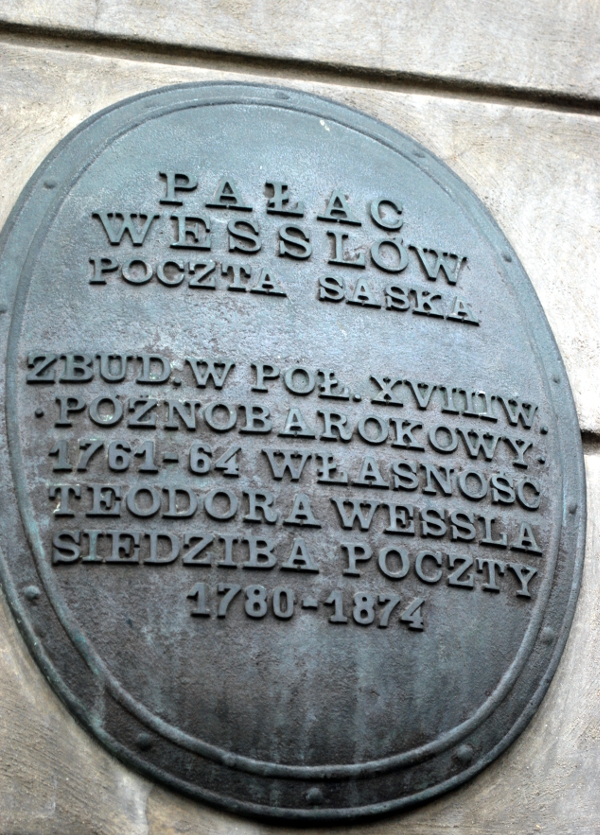 PAŁAC
WESSLÓW
POCZTA SASKA
ZBUD. W POŁ. XVIII W.
· PÓŹNOBAROKOWY ·
1761-64 WŁASNOŚĆ
TEODORA WESSLA
SIEDZIBA POCZTY
1780-1874